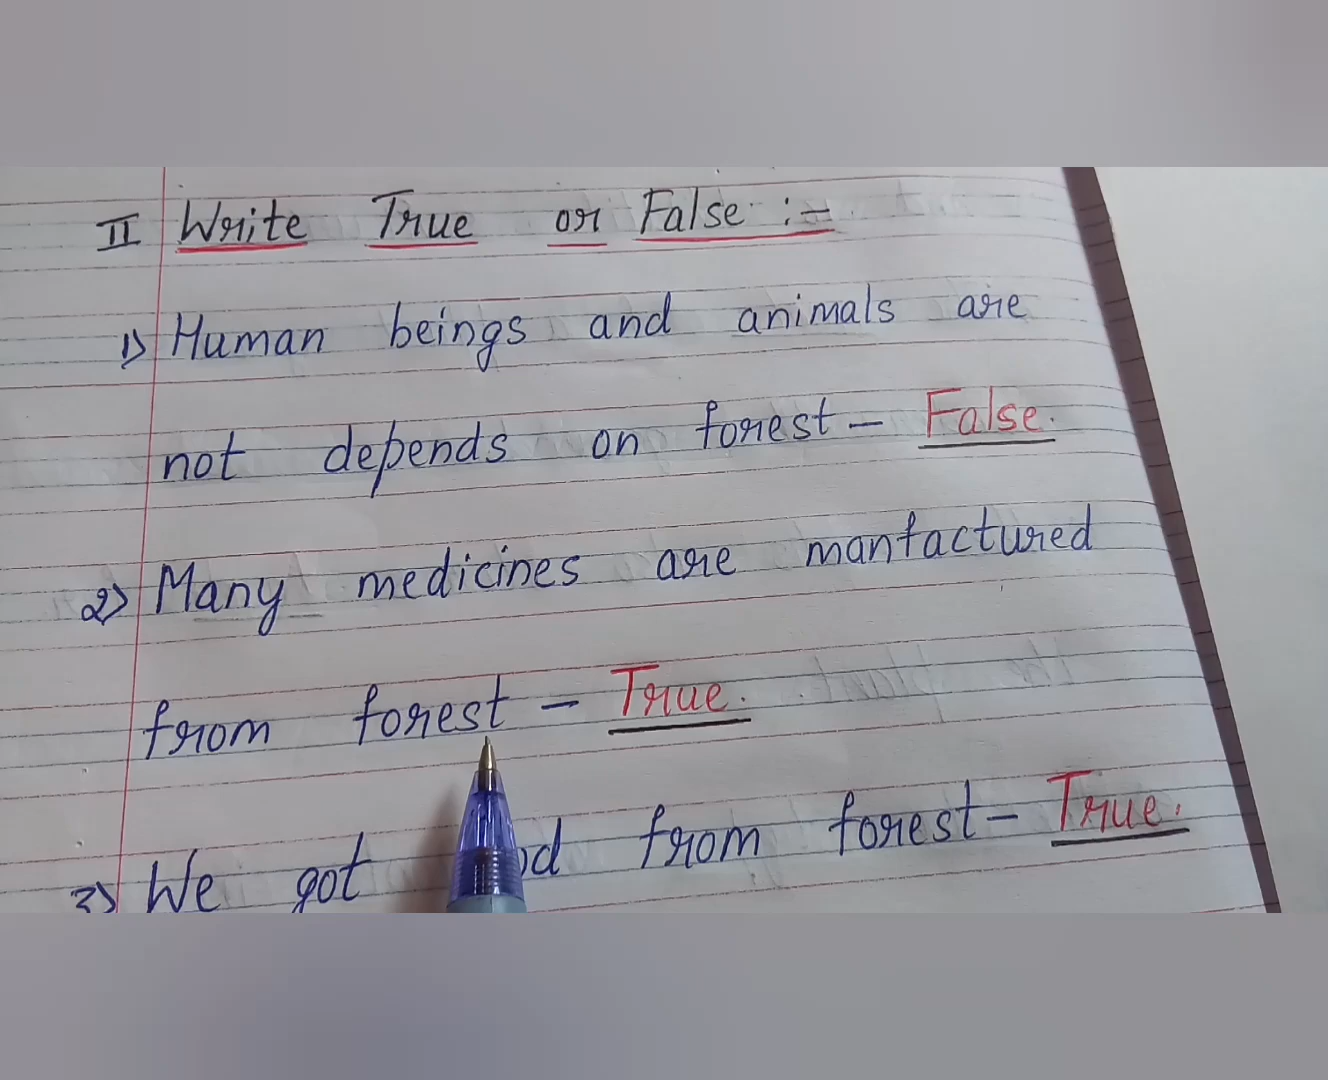 II Write True or False :-
1) Human beings and animals are
not depends on forest - False.
2) Many medicines are manfactured
from forest - True.
3) We got from forest - True.